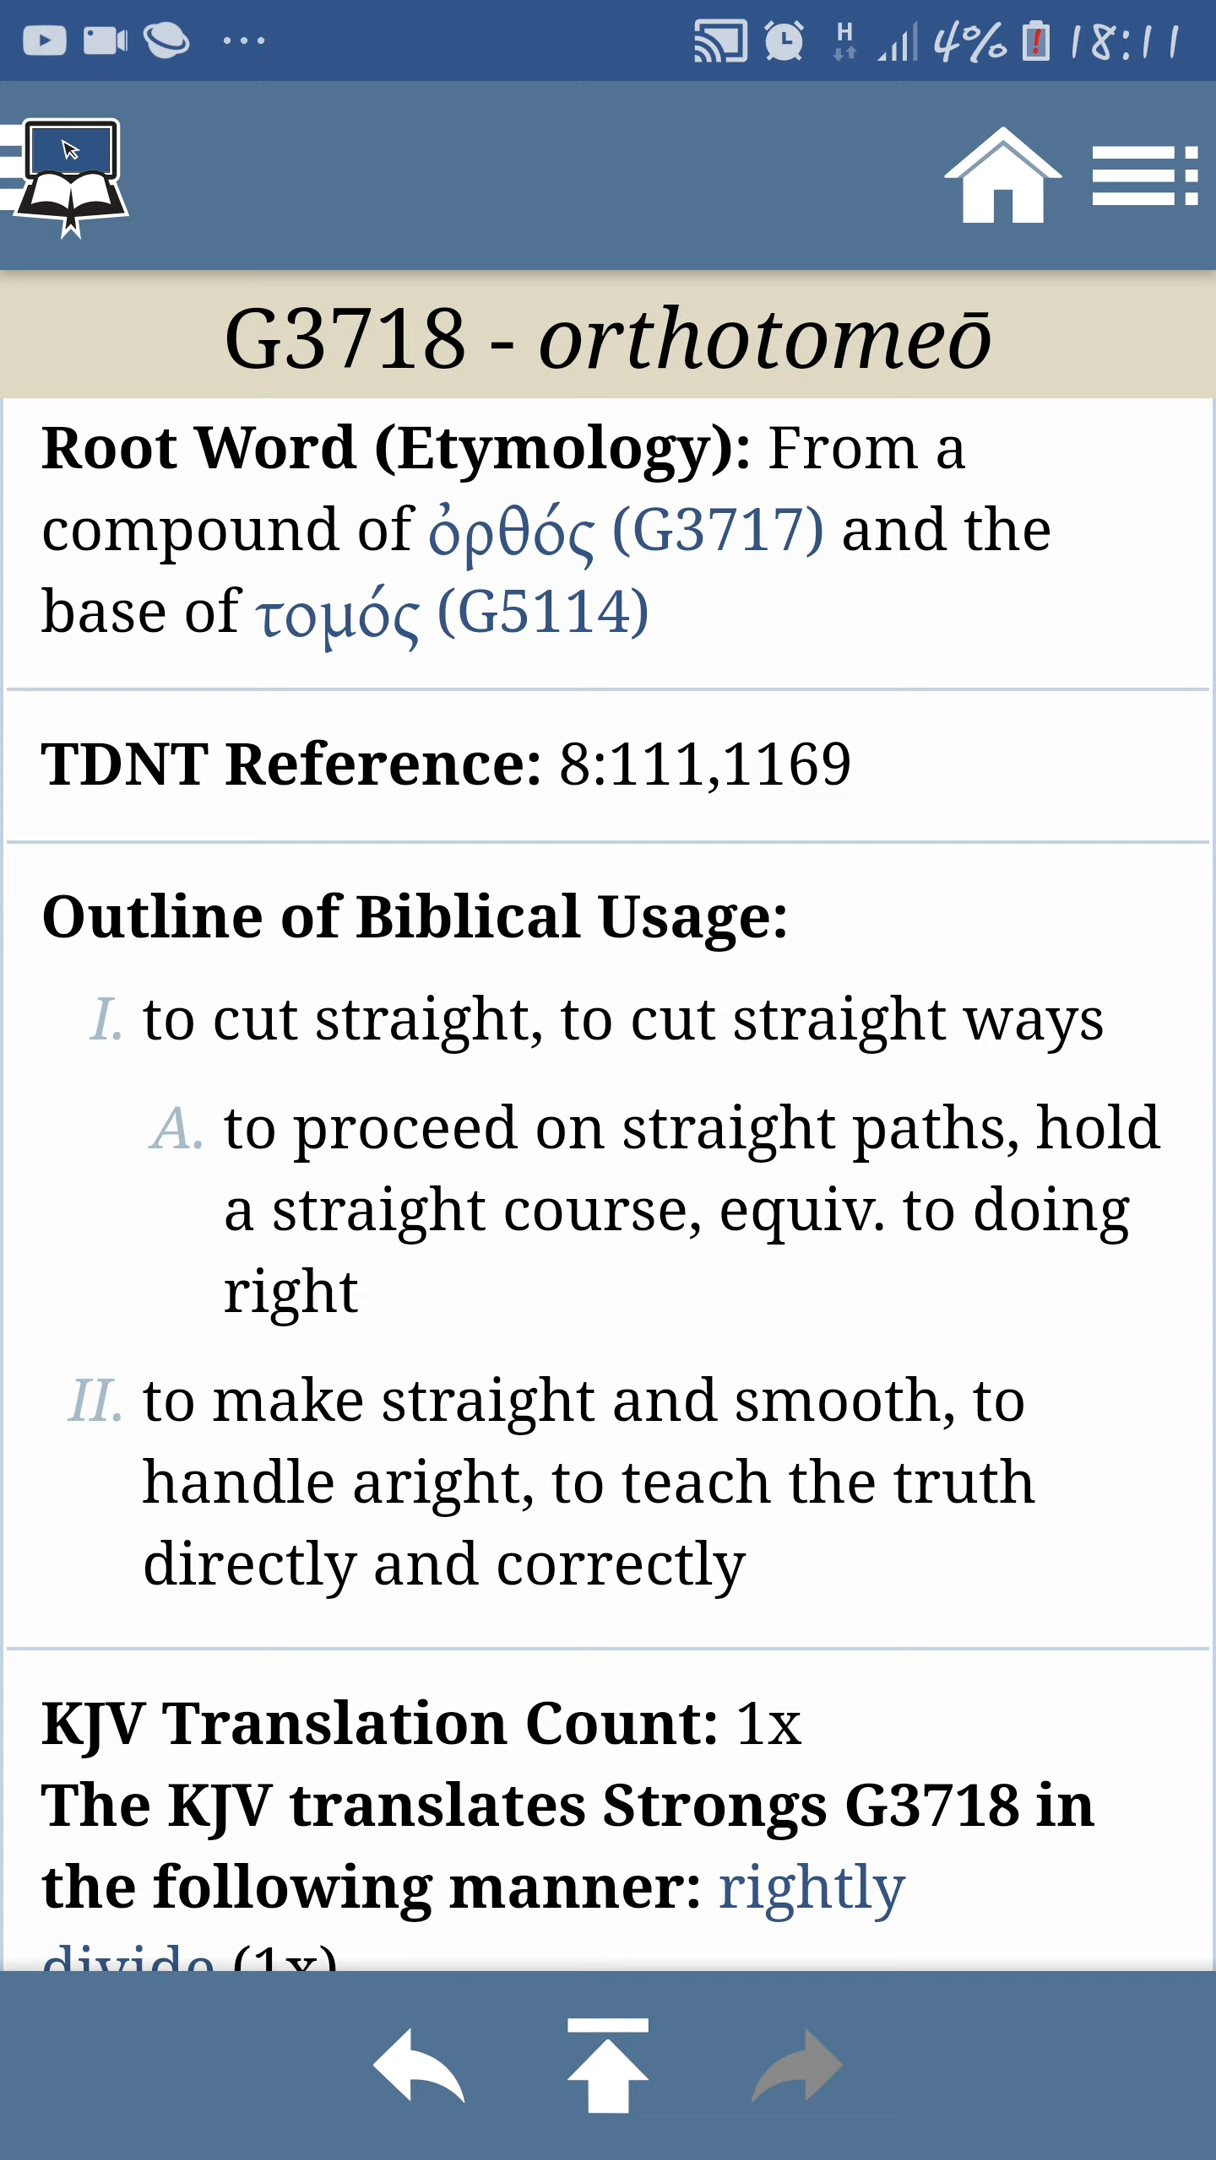 H 4% 18:11
G3718 - orthotomeō
Root Word (Etymology): From a
compound of ὀρθός (G3717) and the
base of τομός (G5114)
TDNT Reference: 8:111,1169
Outline of Biblical Usage:
I. to cut straight, to cut straight ways
A. to proceed on straight paths, hold
a straight course, equiv. to doing
right
II. to make straight and smooth, to
handle aright, to teach the truth
directly and correctly
KJV Translation Count: 1x
The KJV translates Strongs G3718 in
the following manner: rightly
divide (1x)